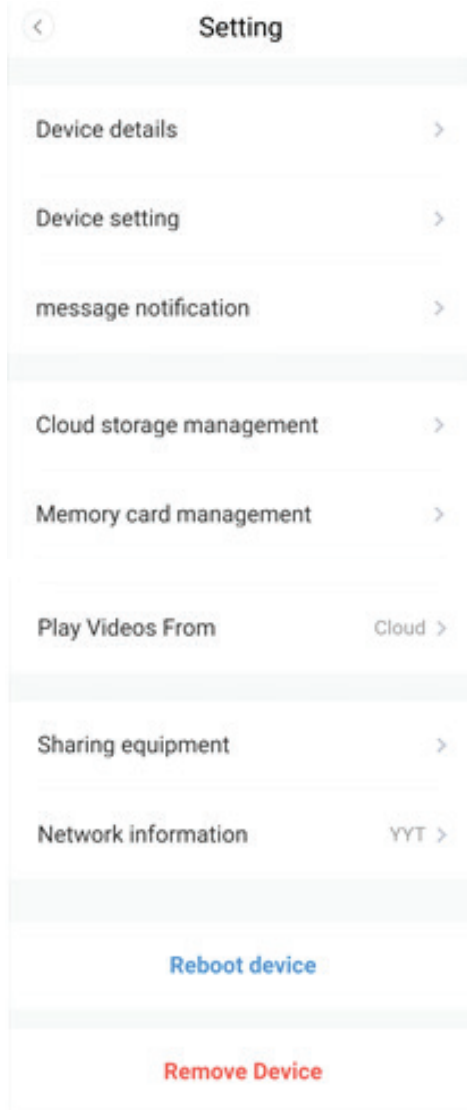 Setting
Device details
Device setting
message notification
Cloud storage management
Memory card management
Play Videos From Cloud
Sharing equipment
Network information YYT
Reboot device
Remove Device